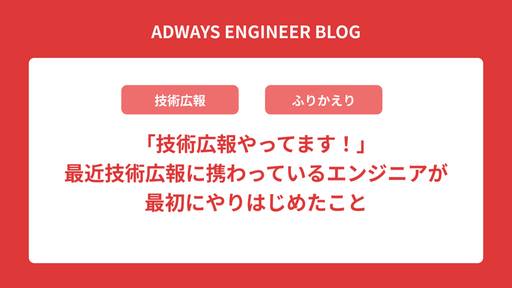 ADWAYS ENGINEER BLOG
技術広報 ふりかえり
「技術広報やってます！」
最近技術広報に携わっているエンジニアが
最初にやりはじめたこと